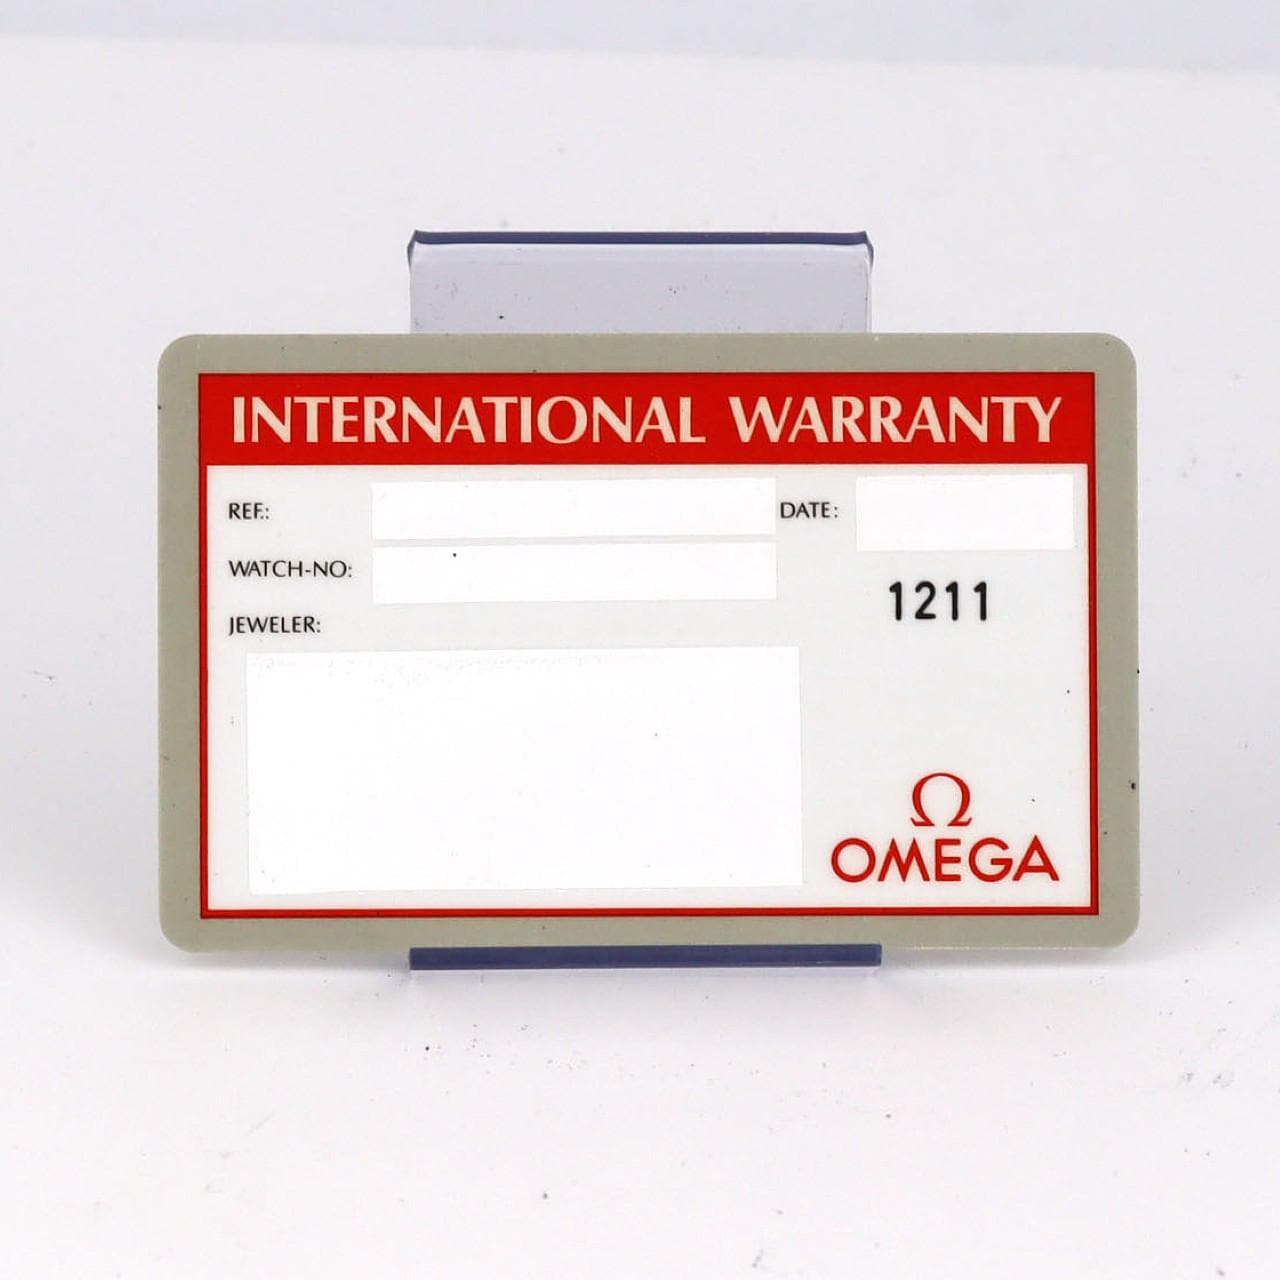 INTERNATIONAL WARRANTY
REF.:
DATE:
WATCH-NO:
1211
JEWELER:
Ω
OMEGA